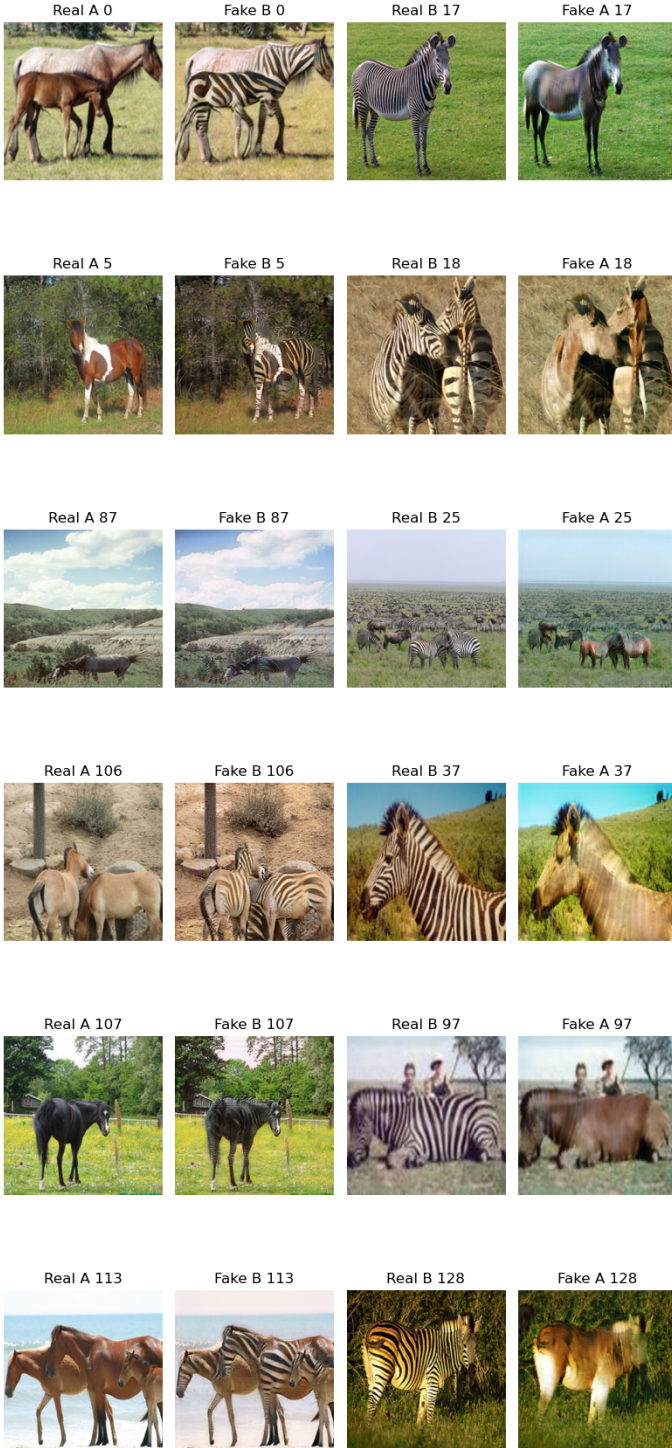 Real A 0 Fake B 0 Real B 17 Fake A 17
Real A 5 Fake B 5 Real B 18 Fake A 18
Real A 87 Fake B 87 Real B 25 Fake A 25
Real A 106 Fake B 106 Real B 37 Fake A 37
Real A 107 Fake B 107 Real B 97 Fake A 97
Real A 113 Fake B 113 Real B 128 Fake A 128